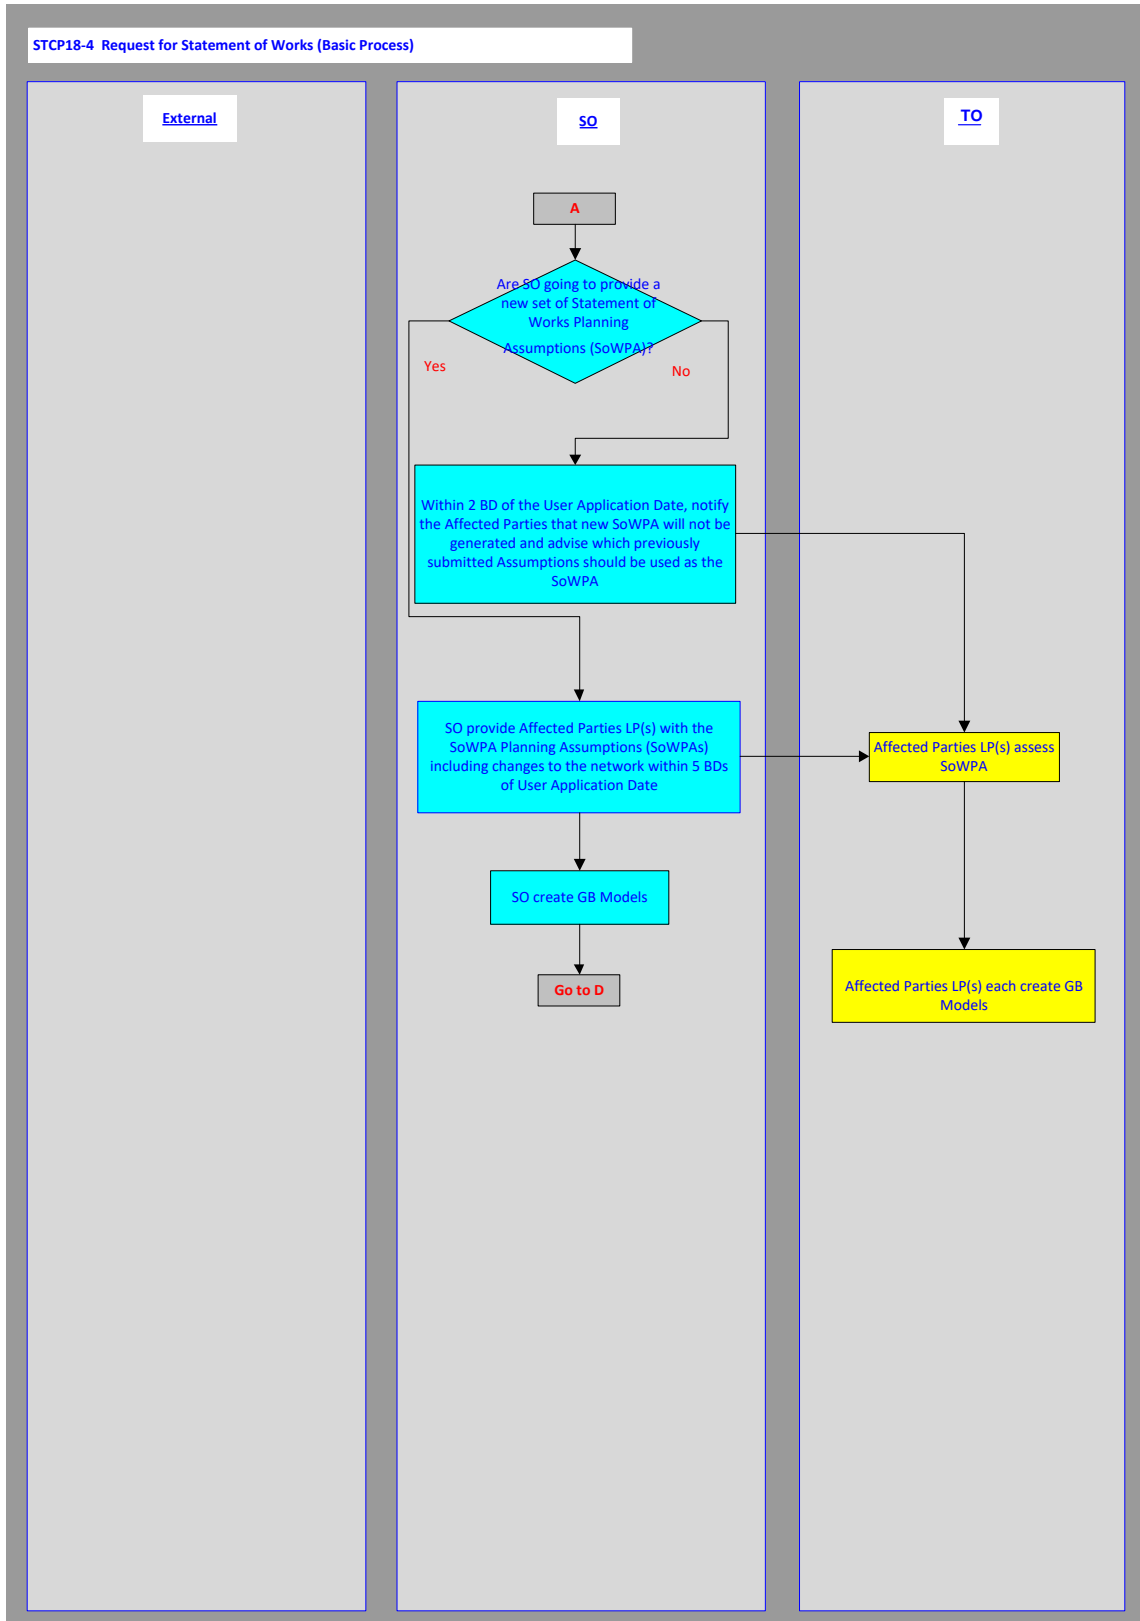 STCP18-4 Request for Statement of Works (Basic Process)
External
SO
TO
A
Are SO going to provide a
new set of Statement of
Works Planning
Assumptions (SoWPA)?
Yes
No
Within 2 BD of the User Application Date, notify
the Affected Parties that new SoWPA will not be
generated and advise which previously
submitted Assumptions should be used as the
SoWPA
SO provide Affected Parties LP(s) with the
SoWPA Planning Assumptions (SoWPAs)
including changes to the network within 5 BDs
of User Application Date
Affected Parties LP(s) assess
SoWPA
SO create GB Models
Go to D
Affected Parties LP(s) each create GB
Models